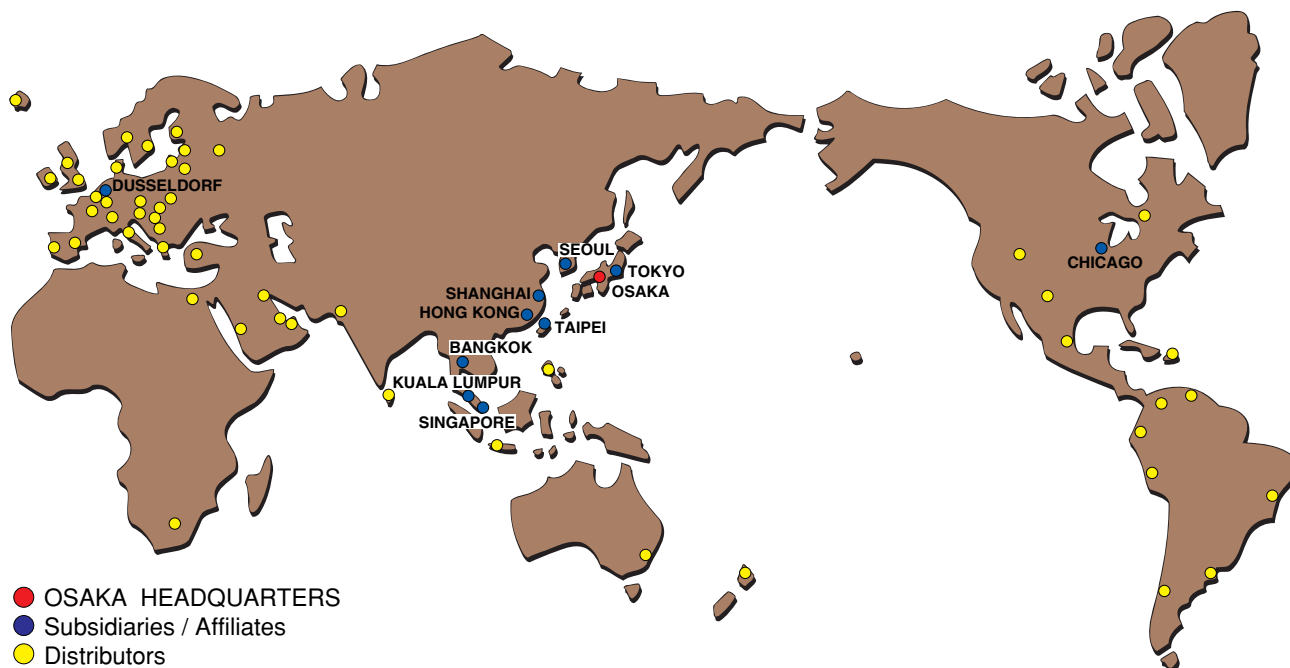 DUSSELDORF
SEOUL
TOKYO
OSAKA
SHANGHAI
HONG KONG
TAIPEI
BANGKOK
KUALA LUMPUR
SINGAPORE
CHICAGO
OSAKA HEADQUARTERS
Subsidiaries / Affiliates
Distributors